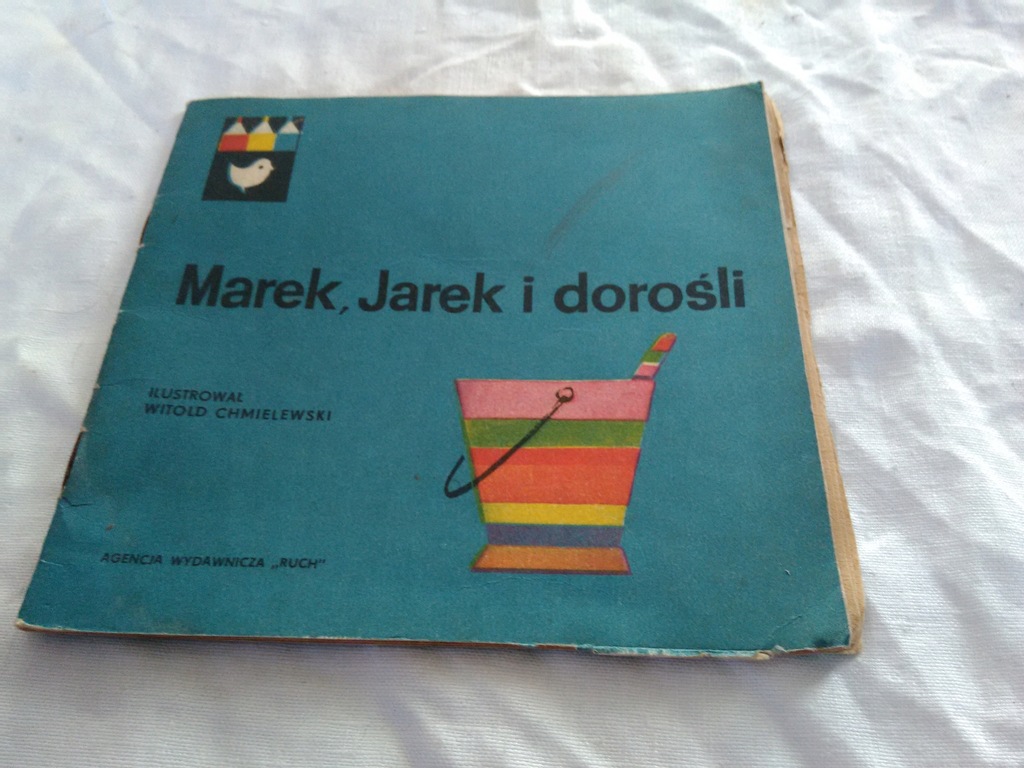 Marek, Jarek i dorośli
ILUSTROWAŁ
WITOLD CHMIELEWSKI
AGENCJA WYDAWNICZA „RUCH”